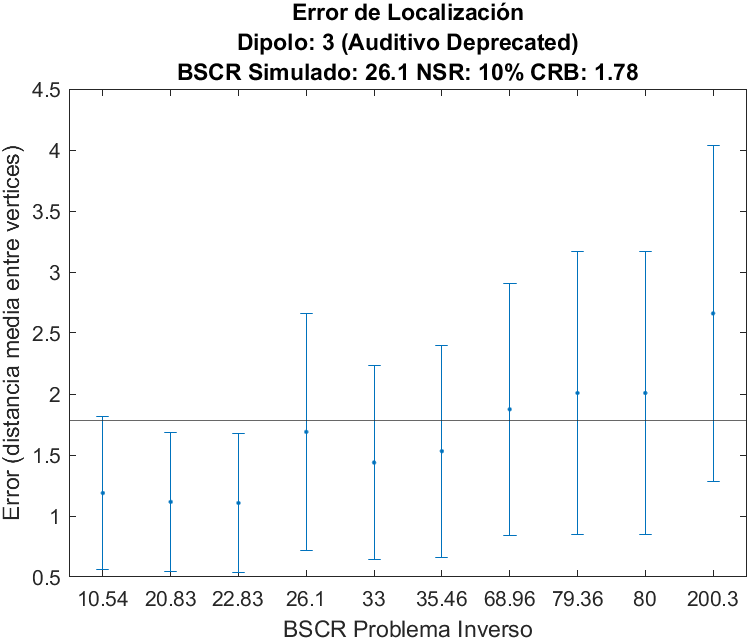 Error de Localización
Dipolo: 3 (Auditivo Deprecated)
BSCR Simulado: 26.1 NSR: 10% CRB: 1.78
Error (distancia media entre vertices)
4.5
4
3.5
3
2.5
2
1.5
1
0.5
10.54 20.83 22.83 26.1 33 35.46 68.96 79.36 80 200.3
BSCR Problema Inverso